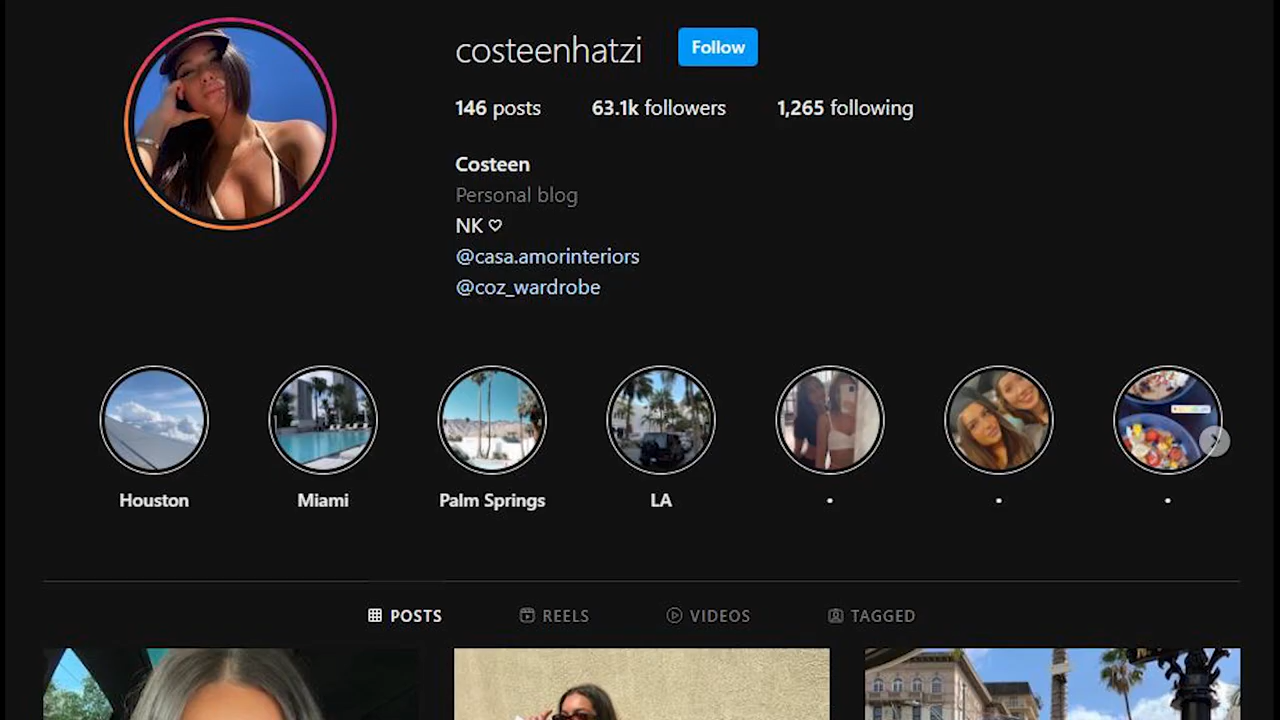 costeenhatzi
Follow
146 posts 63.1k followers 1,265 following
Costeen
Personal blog
NK ♡
@casa.amorinteriors
@coz_wardrobe
Houston Miami Palm Springs LA • • •
POSTS REELS VIDEOS TAGGED